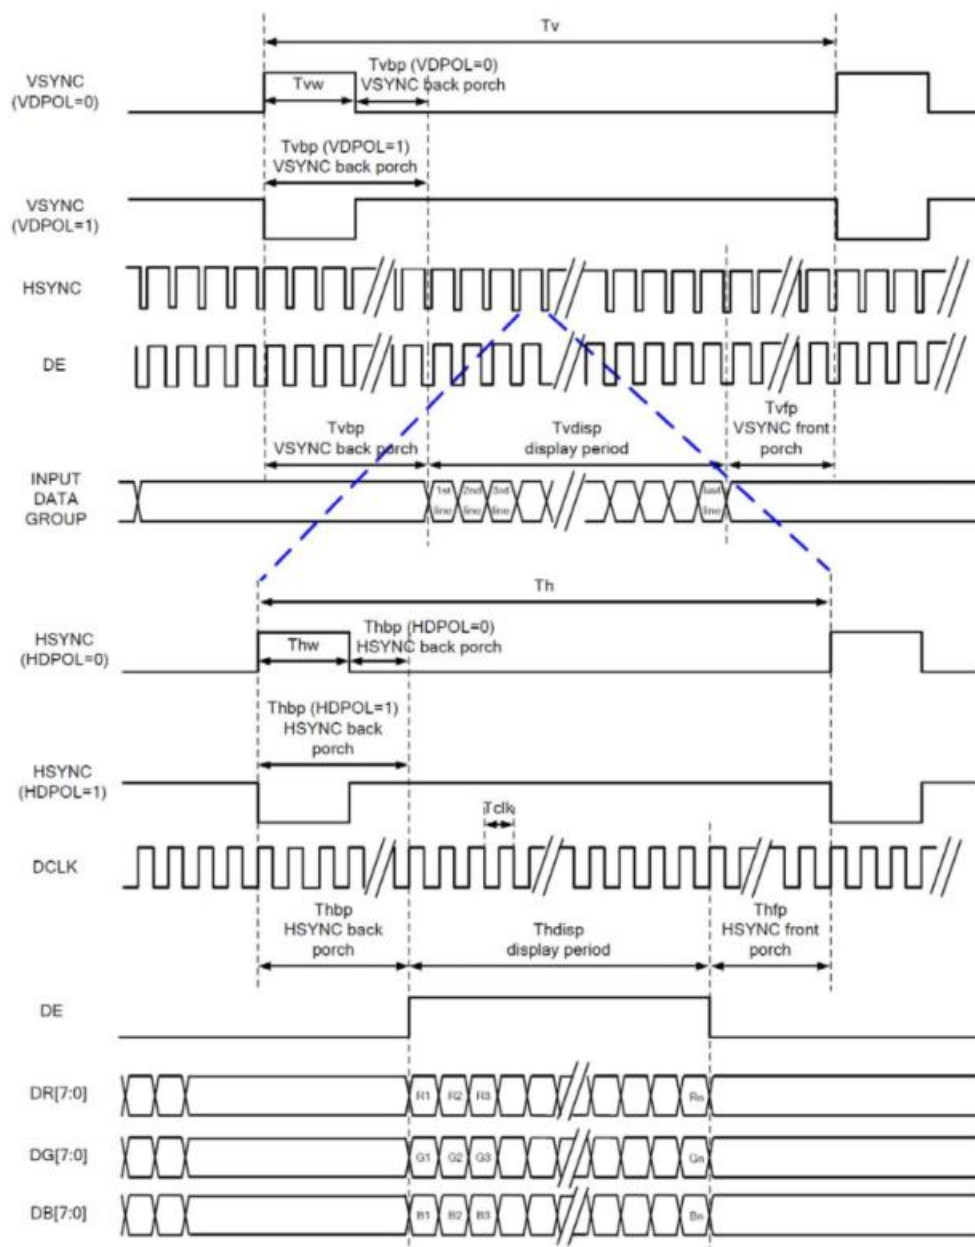 Tv
Tvbp (VDPOL=0)
VSYNC back porch
VSYNC
(VDPOL=0)
Tvw
Tvbp (VDPOL=1)
VSYNC back porch
VSYNC
(VDPOL=1)
HSYNC
DE
Tvbp
VSYNC back porch
Tvdisp
display period
Tvfp
VSYNC front
porch
INPUT
DATA
GROUP
1st
line
2nd
line
3rd
line
last
line
Th
HSYNC
(HDPOL=0)
Thw
Thbp (HDPOL=0)
HSYNC back porch
Thbp (HDPOL=1)
HSYNC back
porch
HSYNC
(HDPOL=1)
Tclk
DCLK
Thbp
HSYNC back
porch
Thdisp
display period
Thfp
HSYNC front
porch
DE
DR[7:0]
R1 R2 R3 Rn
DG[7:0]
G1 G2 G3 Gn
DB[7:0]
B1 B2 B3 Bn